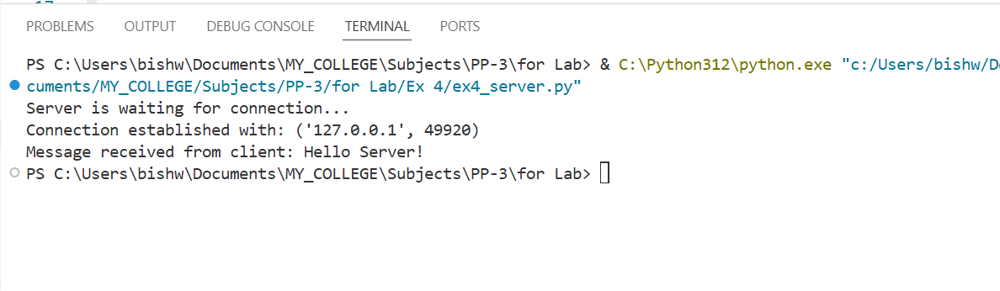 PROBLEMS OUTPUT DEBUG CONSOLE TERMINAL PORTS
PS C:\Users\bishw\Documents\MY_COLLEGE\Subjects\PP-3\for Lab> & C:\Python312\python.exe "c:/Users/bishw/Do
cuments/MY_COLLEGE/Subjects/PP-3/for Lab/Ex 4/ex4_server.py"
Server is waiting for connection...
Connection established with: ('127.0.0.1', 49920)
Message received from client: Hello Server!
PS C:\Users\bishw\Documents\MY_COLLEGE\Subjects\PP-3\for Lab>